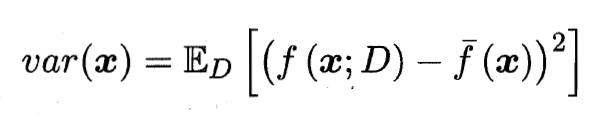 var(𝒙) = 𝔼_D [(f (𝒙; D) − f̄ (𝒙))²]